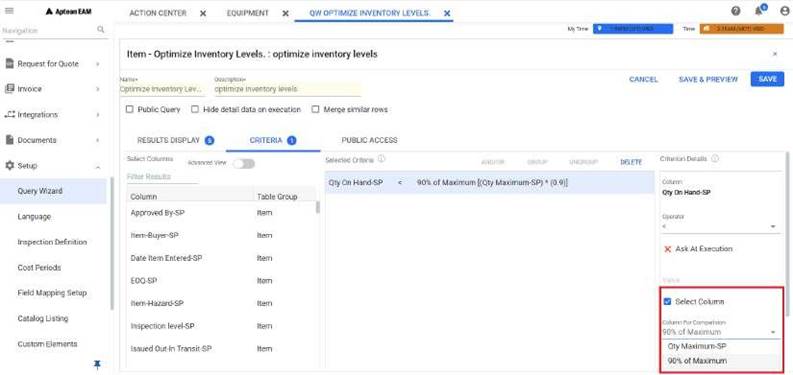 Aptean EAM
ACTION CENTER
EQUIPMENT
QW OPTIMIZE INVENTORY LEVELS
Navigation
My Time
Time
Request for Quote
Invoice
Integrations
Documents
Setup
Query Wizard
Language
Inspection Definition
Cost Periods
Field Mapping Setup
Catalog Listing
Custom Elements
Item - Optimize Inventory Levels. : optimize inventory levels
Name*
Optimize Inventory Lev...
Description*
optimize inventory levels
CANCEL
SAVE & PREVIEW
SAVE
Public Query
Hide detail data on execution
Merge similar rows
RESULTS DISPLAY 5
CRITERIA 1
PUBLIC ACCESS
Select Columns
Advanced View
Filter Results
Column Table Group
Approved By-SP Item
Item-Buyer-SP Item
Date Item Entered-SP Item
EOQ-SP Item
Item-Hazard-SP Item
Inspection level-SP Item
Issued Out-In Transit-SP Item
Selected Criteria
AND/OR
GROUP
UNGROUP
DELETE
Qty On Hand-SP < 90% of Maximum [(Qty Maximum-SP) * (0.9)]
Criterion Details
Column
Qty On Hand-SP
Operator
<
Ask At Execution
Value
Select Column
Column For Comparision
90% of Maximum
Qty Maximum-SP
90% of Maximum